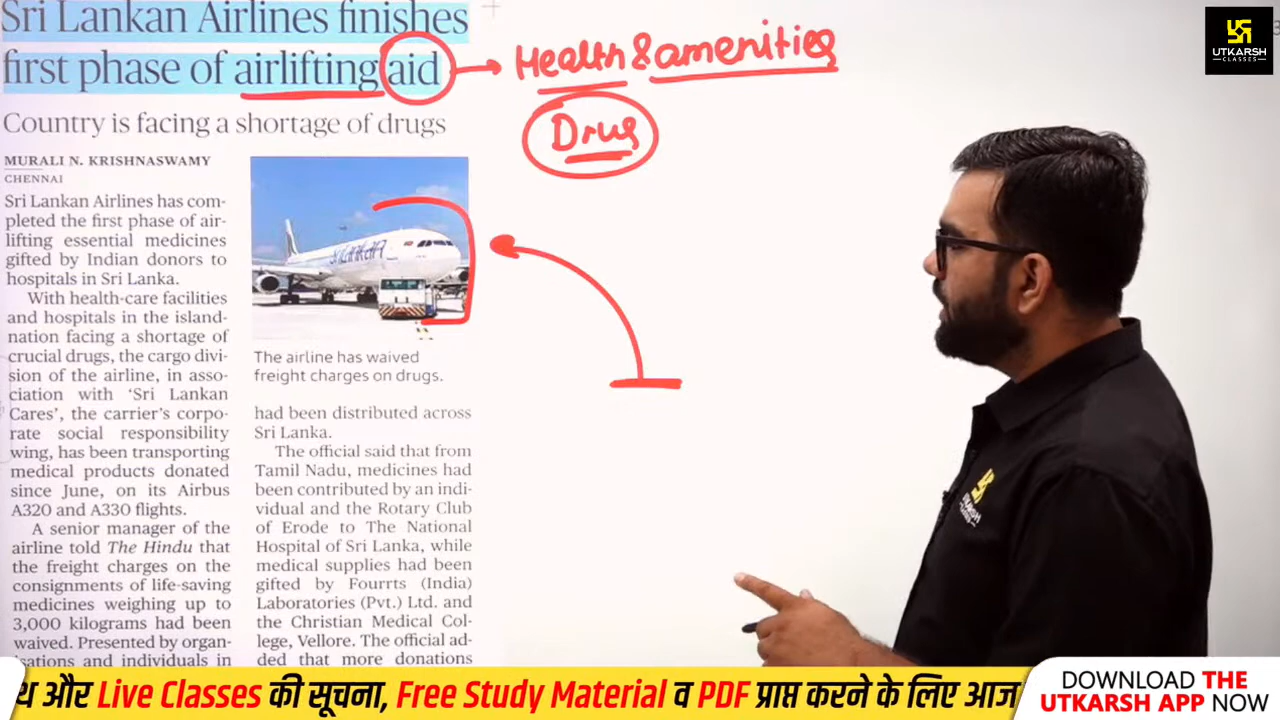 Sri Lankan Airlines finishes
first phase of airlifting aid
Health & amenities
Drug
Country is facing a shortage of drugs
MURALI N. KRISHNASWAMY
CHENNAI
Sri Lankan Airlines has com-
pleted the first phase of air-
lifting essential medicines
gifted by Indian donors to
hospitals in Sri Lanka.
With health-care facilities
and hospitals in the island-
nation facing a shortage of
crucial drugs, the cargo divi-
sion of the airline, in asso-
ciation with ‘Sri Lankan
Cares’, the carrier’s corpo-
rate social responsibility
wing, has been transporting
medical products donated
since June, on its Airbus
A320 and A330 flights.
A senior manager of the
airline told The Hindu that
the freight charges on the
consignments of life-saving
medicines weighing up to
3,000 kilograms had been
waived. Presented by organ-
isations and individuals in
SriLankan
The airline has waived
freight charges on drugs.
had been distributed across
Sri Lanka.
The official said that from
Tamil Nadu, medicines had
been contributed by an indi-
vidual and the Rotary Club
of Erode to The National
Hospital of Sri Lanka, while
medical supplies had been
gifted by Fourrts (India)
Laboratories (Pvt.) Ltd. and
the Christian Medical Col-
lege, Vellore. The official ad-
ded that more donations
UTKARSH
CLASSES
UTKARSH
और Live Classes की सूचना, Free Study Material व PDF प्राप्त करने के लिए आज
DOWNLOAD THE
UTKARSH APP NOW